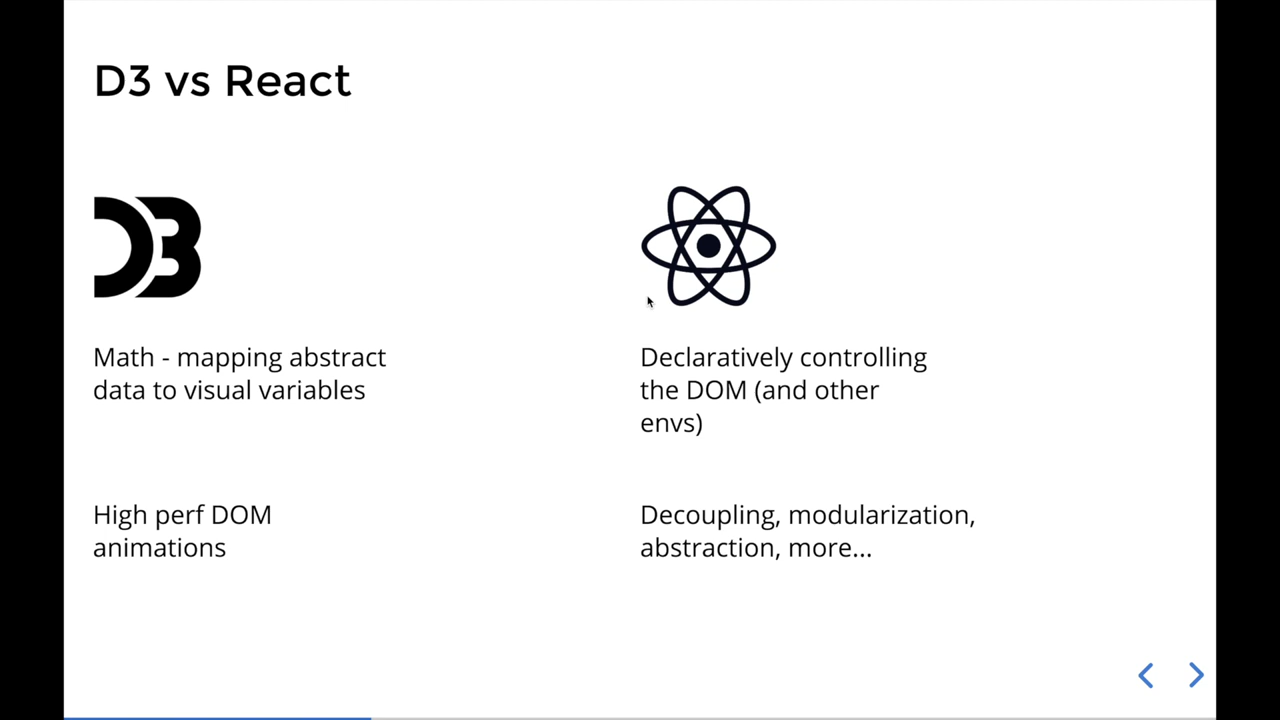 D3 vs React
D3
Math - mapping abstract
data to visual variables
High perf DOM
animations
Declaratively controlling
the DOM (and other
envs)
Decoupling, modularization,
abstraction, more...